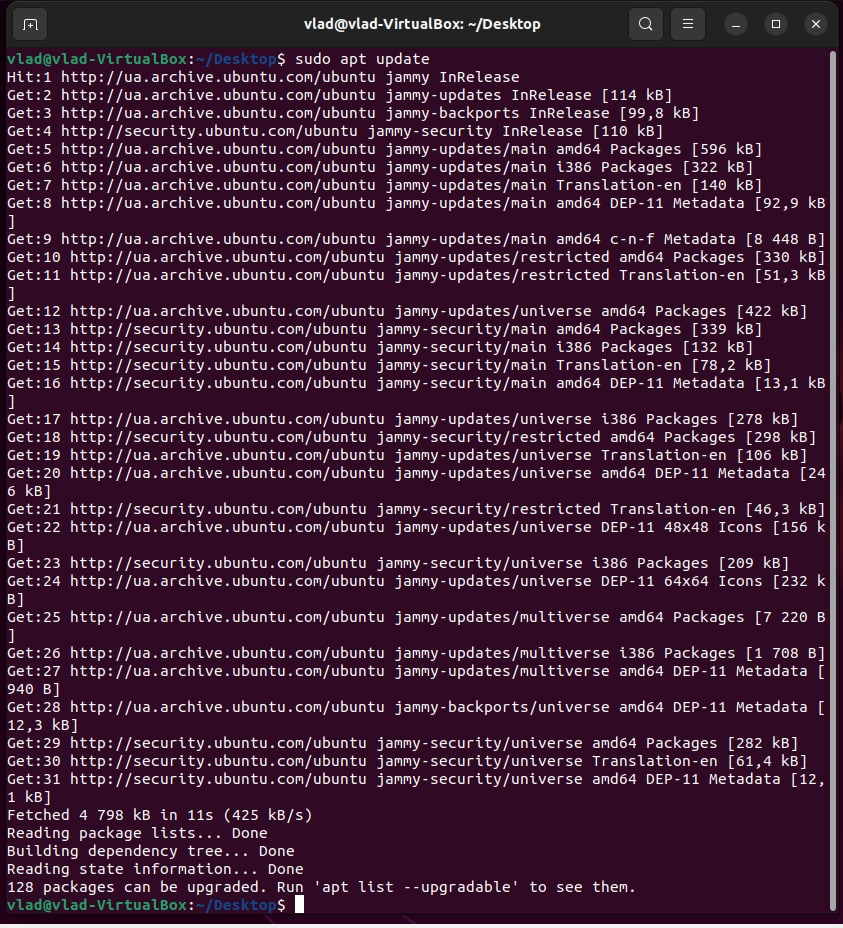 vlad@vlad-VirtualBox: ~/Desktop
vlad@vlad-VirtualBox:~/Desktop$ sudo apt update
Hit:1 http://ua.archive.ubuntu.com/ubuntu jammy InRelease
Get:2 http://ua.archive.ubuntu.com/ubuntu jammy-updates InRelease [114 kB]
Get:3 http://ua.archive.ubuntu.com/ubuntu jammy-backports InRelease [99,8 kB]
Get:4 http://security.ubuntu.com/ubuntu jammy-security InRelease [110 kB]
Get:5 http://ua.archive.ubuntu.com/ubuntu jammy-updates/main amd64 Packages [596 kB]
Get:6 http://ua.archive.ubuntu.com/ubuntu jammy-updates/main i386 Packages [322 kB]
Get:7 http://ua.archive.ubuntu.com/ubuntu jammy-updates/main Translation-en [140 kB]
Get:8 http://ua.archive.ubuntu.com/ubuntu jammy-updates/main amd64 DEP-11 Metadata [92,9 kB
]
Get:9 http://ua.archive.ubuntu.com/ubuntu jammy-updates/main amd64 c-n-f Metadata [8 448 B]
Get:10 http://ua.archive.ubuntu.com/ubuntu jammy-updates/restricted amd64 Packages [330 kB]
Get:11 http://ua.archive.ubuntu.com/ubuntu jammy-updates/restricted Translation-en [51,3 kB
]
Get:12 http://ua.archive.ubuntu.com/ubuntu jammy-updates/universe amd64 Packages [422 kB]
Get:13 http://security.ubuntu.com/ubuntu jammy-security/main amd64 Packages [339 kB]
Get:14 http://security.ubuntu.com/ubuntu jammy-security/main i386 Packages [132 kB]
Get:15 http://security.ubuntu.com/ubuntu jammy-security/main Translation-en [78,2 kB]
Get:16 http://security.ubuntu.com/ubuntu jammy-security/main amd64 DEP-11 Metadata [13,1 kB
]
Get:17 http://ua.archive.ubuntu.com/ubuntu jammy-updates/universe i386 Packages [278 kB]
Get:18 http://security.ubuntu.com/ubuntu jammy-security/restricted amd64 Packages [298 kB]
Get:19 http://ua.archive.ubuntu.com/ubuntu jammy-updates/universe Translation-en [106 kB]
Get:20 http://ua.archive.ubuntu.com/ubuntu jammy-updates/universe amd64 DEP-11 Metadata [24
6 kB]
Get:21 http://security.ubuntu.com/ubuntu jammy-security/restricted Translation-en [46,3 kB]
Get:22 http://ua.archive.ubuntu.com/ubuntu jammy-updates/universe DEP-11 48x48 Icons [156 k
B]
Get:23 http://security.ubuntu.com/ubuntu jammy-security/universe i386 Packages [209 kB]
Get:24 http://ua.archive.ubuntu.com/ubuntu jammy-updates/universe DEP-11 64x64 Icons [232 k
B]
Get:25 http://ua.archive.ubuntu.com/ubuntu jammy-updates/multiverse amd64 Packages [7 220 B
]
Get:26 http://ua.archive.ubuntu.com/ubuntu jammy-updates/multiverse i386 Packages [1 708 B]
Get:27 http://ua.archive.ubuntu.com/ubuntu jammy-updates/multiverse amd64 DEP-11 Metadata [
940 B]
Get:28 http://ua.archive.ubuntu.com/ubuntu jammy-backports/universe amd64 DEP-11 Metadata [
12,3 kB]
Get:29 http://security.ubuntu.com/ubuntu jammy-security/universe amd64 Packages [282 kB]
Get:30 http://security.ubuntu.com/ubuntu jammy-security/universe Translation-en [61,4 kB]
Get:31 http://security.ubuntu.com/ubuntu jammy-security/universe amd64 DEP-11 Metadata [12,
1 kB]
Fetched 4 798 kB in 11s (425 kB/s)
Reading package lists... Done
Building dependency tree... Done
Reading state information... Done
128 packages can be upgraded. Run 'apt list --upgradable' to see them.
vlad@vlad-VirtualBox:~/Desktop$